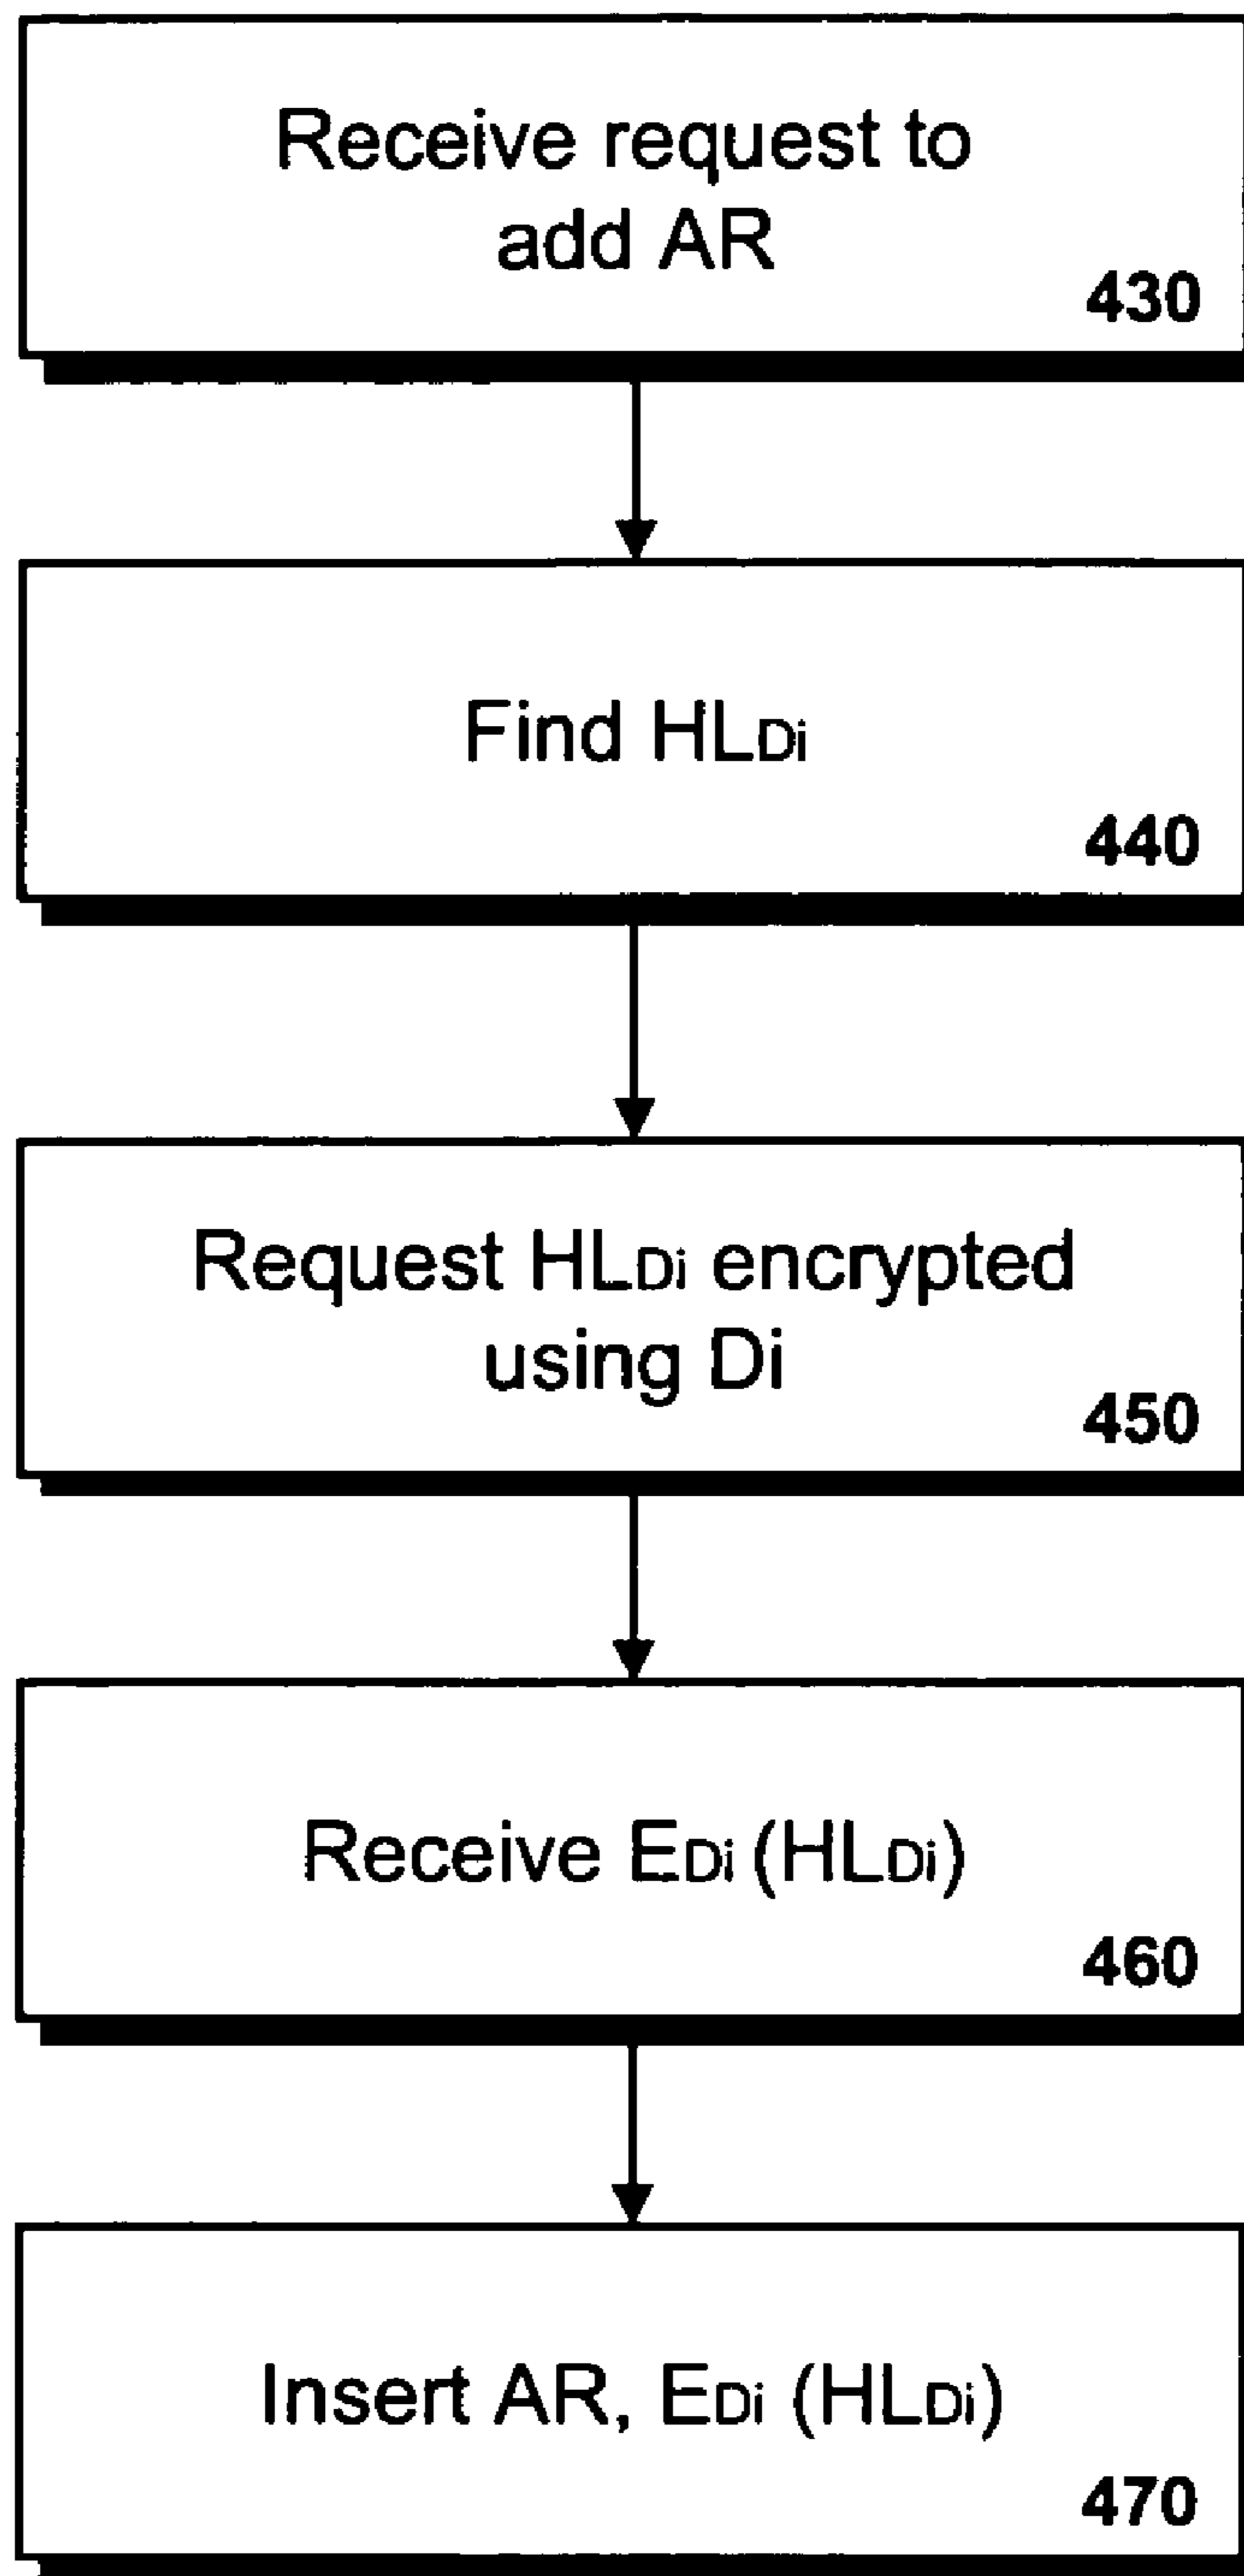 Receive request to
add AR
430
Find HLDi
440
Request HLDi encrypted
using Di
450
Receive EDi (HLDi)
460
Insert AR, EDi (HLDi)
470